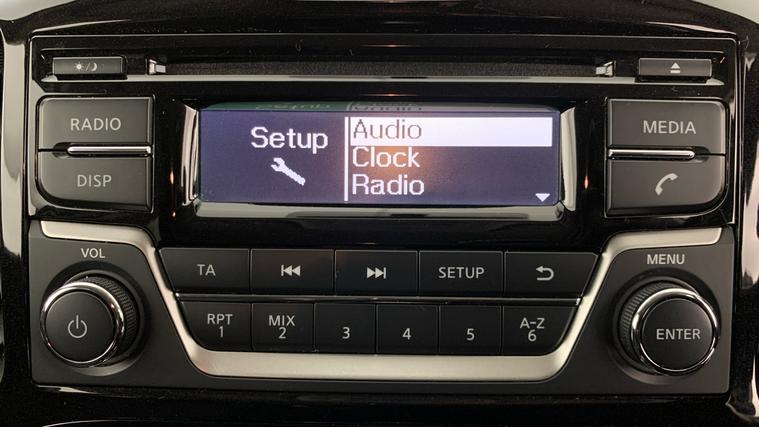 RADIO
DISP
Setup
Audio
Clock
Radio
MEDIA
VOL
TA
SETUP
MENU
RPT
1
MIX
2
3
4
5
A-Z
6
ENTER